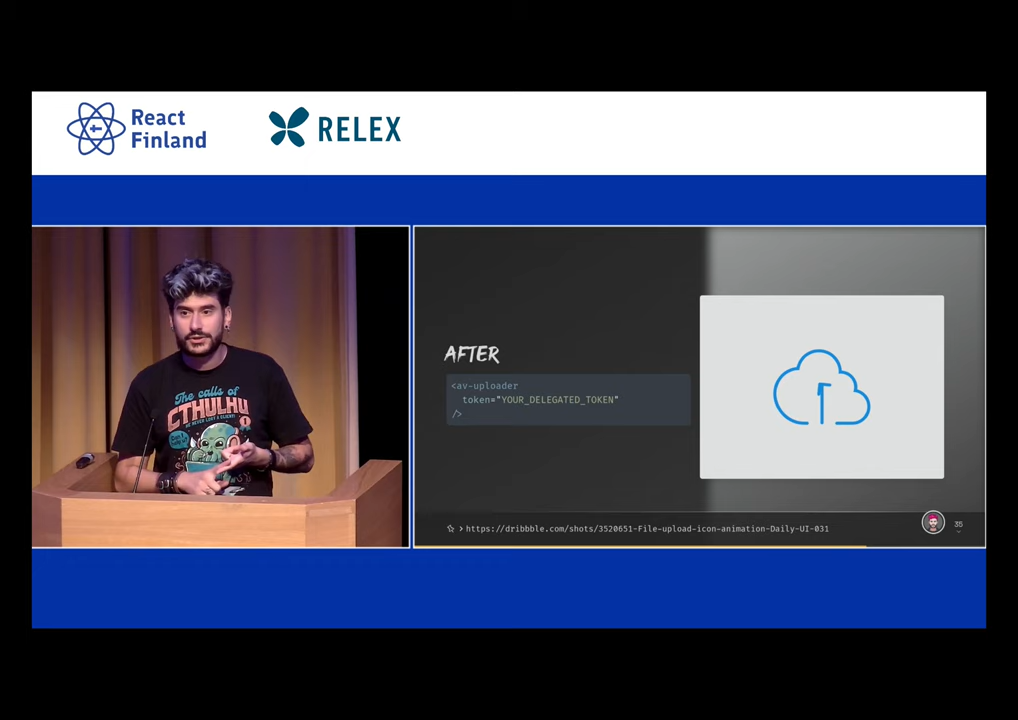 React
Finland
RELEX
The calls of
CTHULHU
AFTER
<av-uploader
token="YOUR_DELEGATED_TOKEN"
/>
https://dribbble.com/shots/3520651-File-upload-icon-animation-Daily-UI-031
35